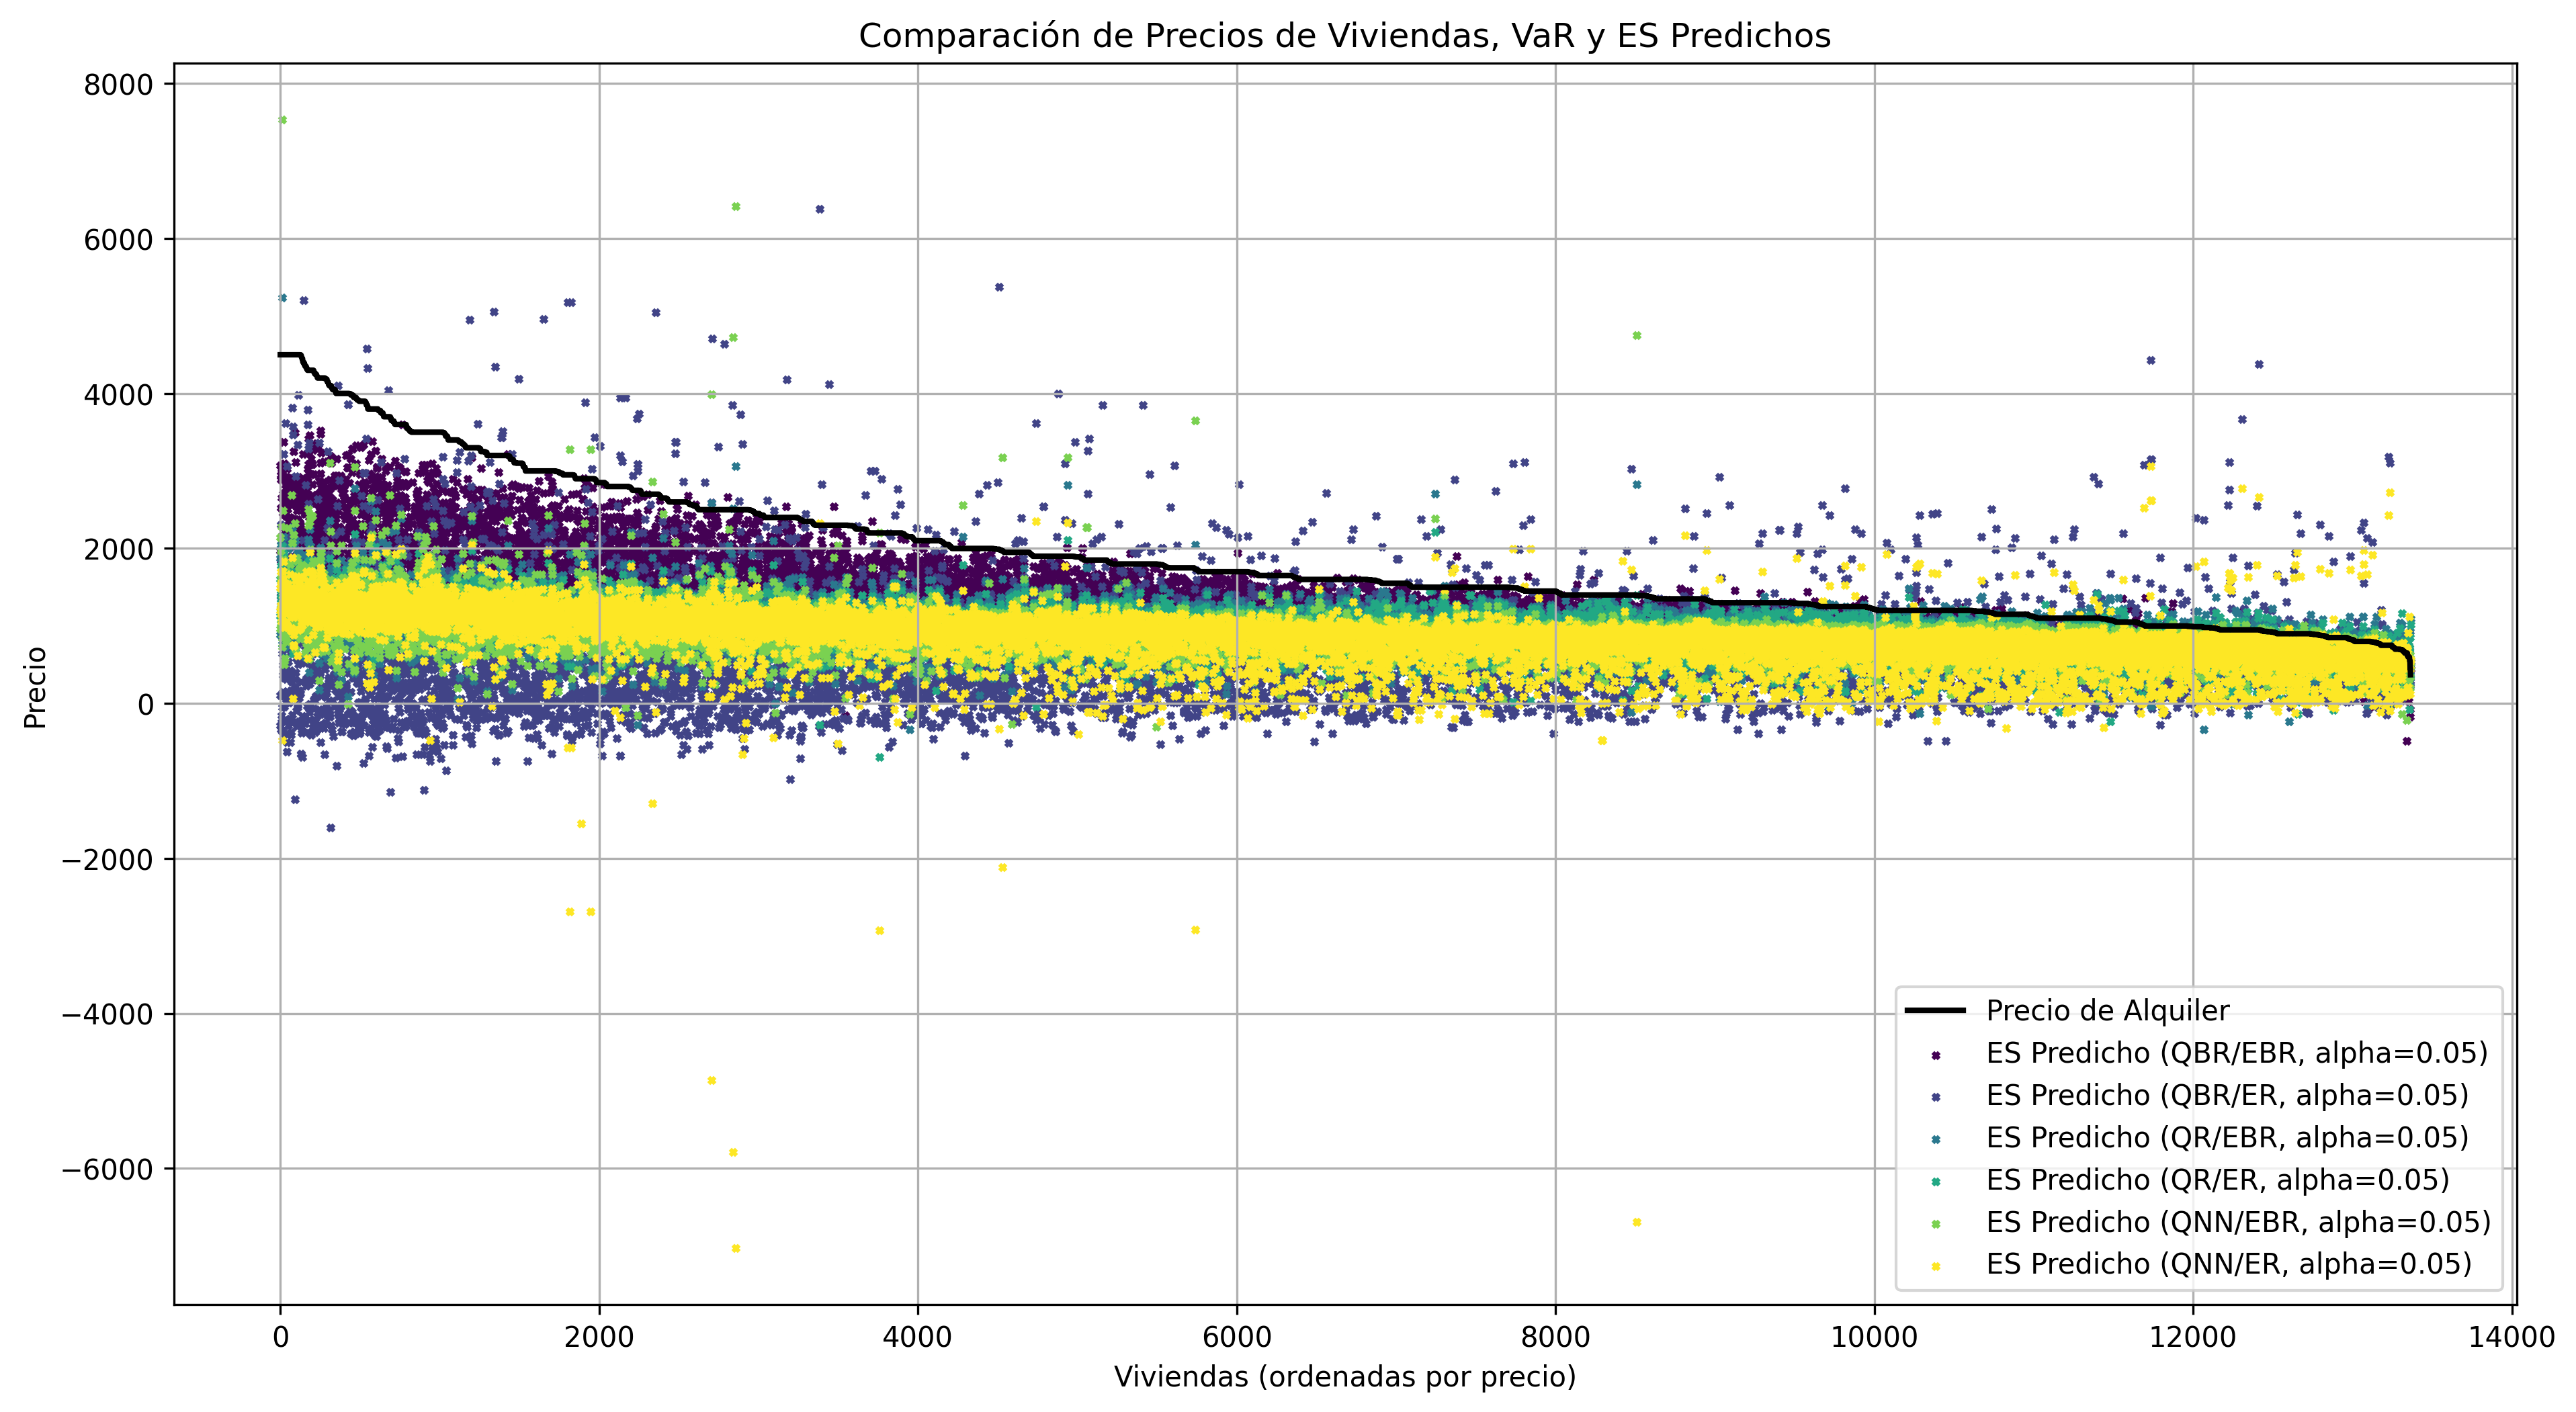 Comparación de Precios de Viviendas, VaR y ES Predichos
Precio
8000
6000
4000
2000
0
−2000
−4000
−6000
Precio de Alquiler
ES Predicho (QBR/EBR, alpha=0.05)
ES Predicho (QBR/ER, alpha=0.05)
ES Predicho (QR/EBR, alpha=0.05)
ES Predicho (QR/ER, alpha=0.05)
ES Predicho (QNN/EBR, alpha=0.05)
ES Predicho (QNN/ER, alpha=0.05)
0 2000 4000 6000 8000 10000 12000 14000
Viviendas (ordenadas por precio)